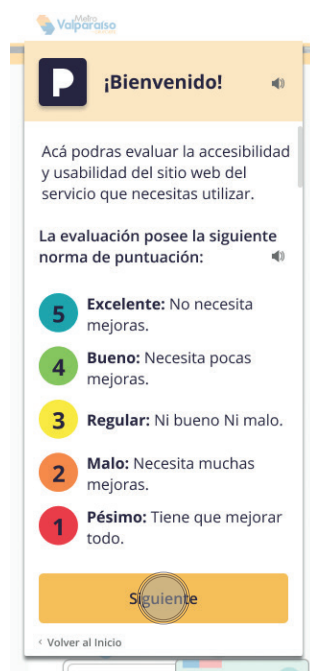 Metro
Valparaíso
P
¡Bienvenido!
Acá podras evaluar la accesibilidad
y usabilidad del sitio web del
servicio que necesitas utilizar.
La evaluación posee la siguiente
norma de puntuación:
5 Excelente: No necesita
mejoras.
4 Bueno: Necesita pocas
mejoras.
3 Regular: Ni bueno Ni malo.
2 Malo: Necesita muchas
mejoras.
1 Pésimo: Tiene que mejorar
todo.
Siguiente
‹ Volver al Inicio